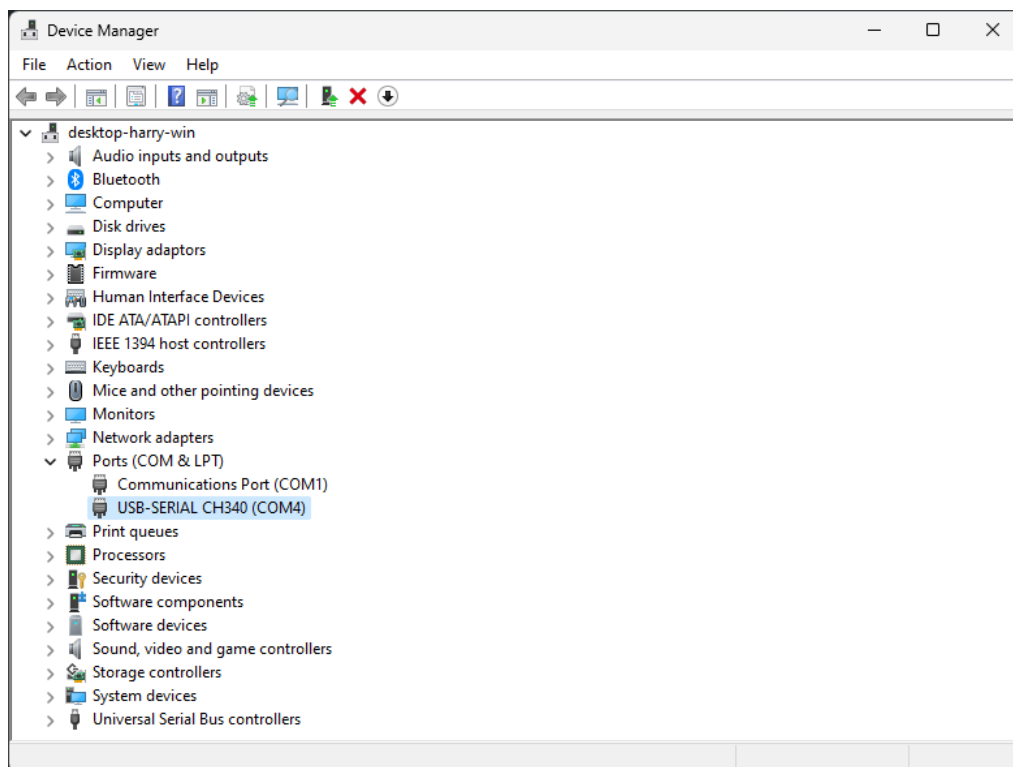 Device Manager
File Action View Help
desktop-harry-win
Audio inputs and outputs
Bluetooth
Computer
Disk drives
Display adaptors
Firmware
Human Interface Devices
IDE ATA/ATAPI controllers
IEEE 1394 host controllers
Keyboards
Mice and other pointing devices
Monitors
Network adapters
Ports (COM & LPT)
Communications Port (COM1)
USB-SERIAL CH340 (COM4)
Print queues
Processors
Security devices
Software components
Software devices
Sound, video and game controllers
Storage controllers
System devices
Universal Serial Bus controllers